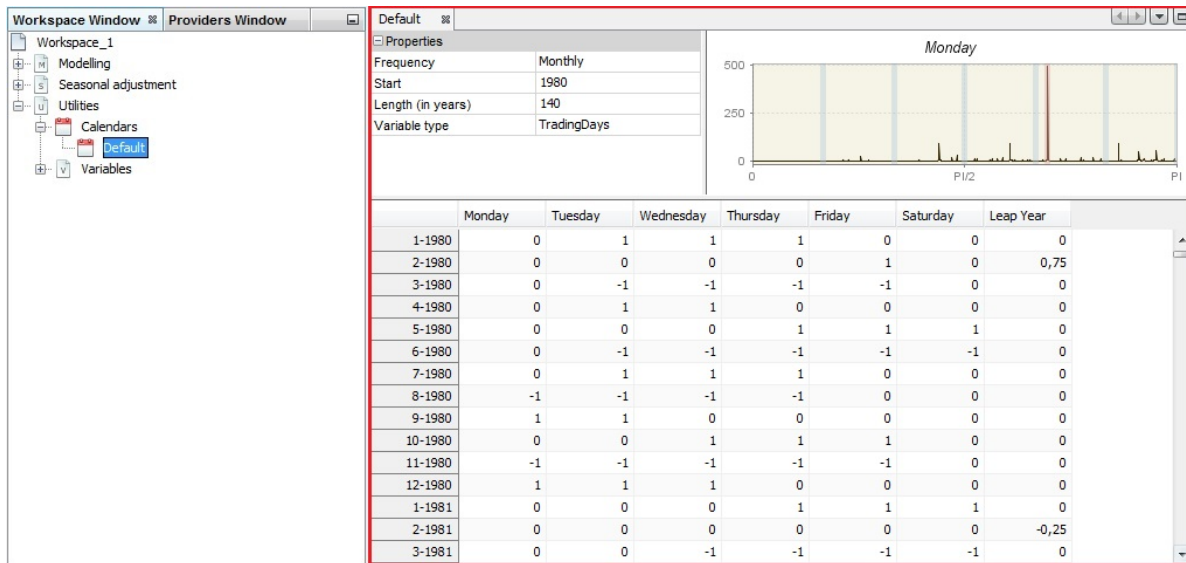 Workspace Window Providers Window
Workspace_1
M Modelling
S Seasonal adjustment
U Utilities
Calendars
Default
V Variables
Default
Properties
Frequency Monthly
Start 1980
Length (in years) 140
Variable type TradingDays
Monday
500
250
0
0 PI/2 PI
Monday Tuesday Wednesday Thursday Friday Saturday Leap Year
1-1980 0 1 1 1 0 0 0
2-1980 0 0 0 0 1 0 0,75
3-1980 0 -1 -1 -1 -1 0 0
4-1980 0 1 1 0 0 0 0
5-1980 0 0 0 1 1 1 0
6-1980 0 -1 -1 -1 -1 -1 0
7-1980 0 1 1 1 0 0 0
8-1980 -1 -1 -1 -1 0 0 0
9-1980 1 1 0 0 0 0 0
10-1980 0 0 1 1 1 0 0
11-1980 -1 -1 -1 -1 -1 0 0
12-1980 1 1 1 0 0 0 0
1-1981 0 0 0 1 1 1 0
2-1981 0 0 0 0 0 0 -0,25
3-1981 0 0 -1 -1 -1 -1 0